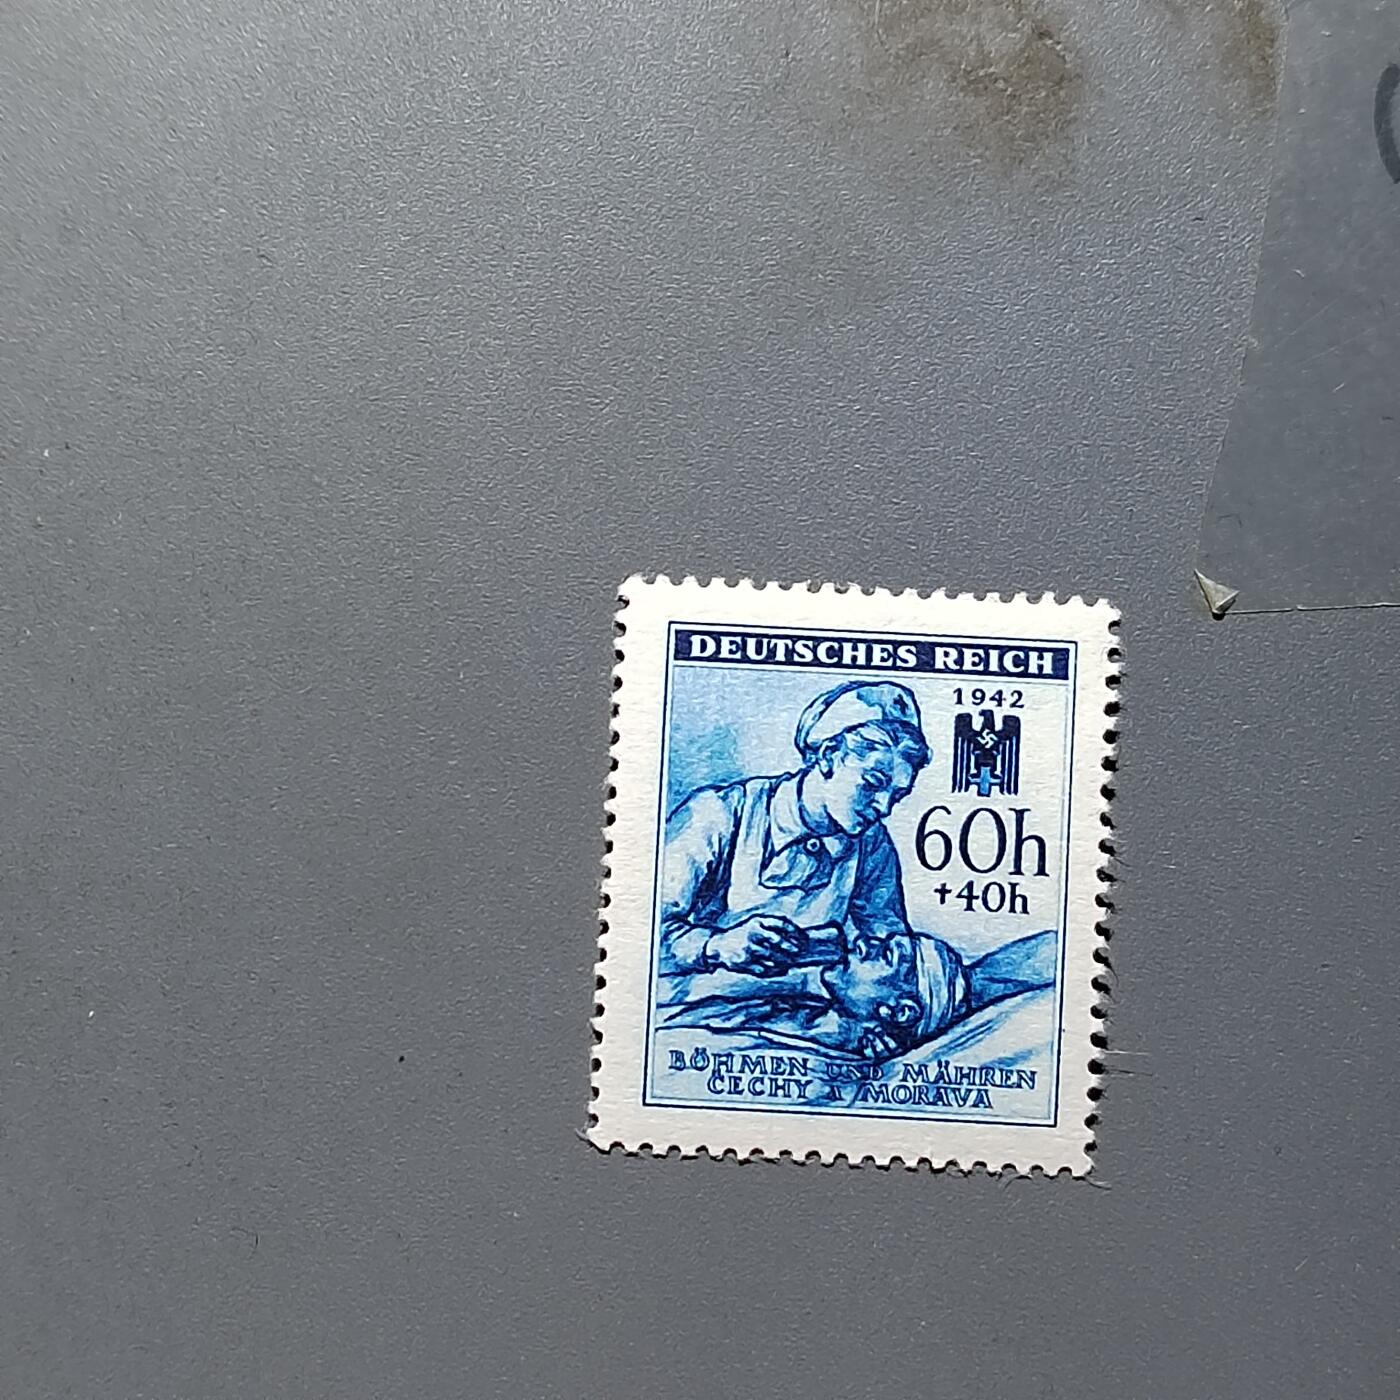 DEUTSCHES REICH
1942
60h
+40h
BÖHMEN UND MÄHREN
ČECHY A MORAVA